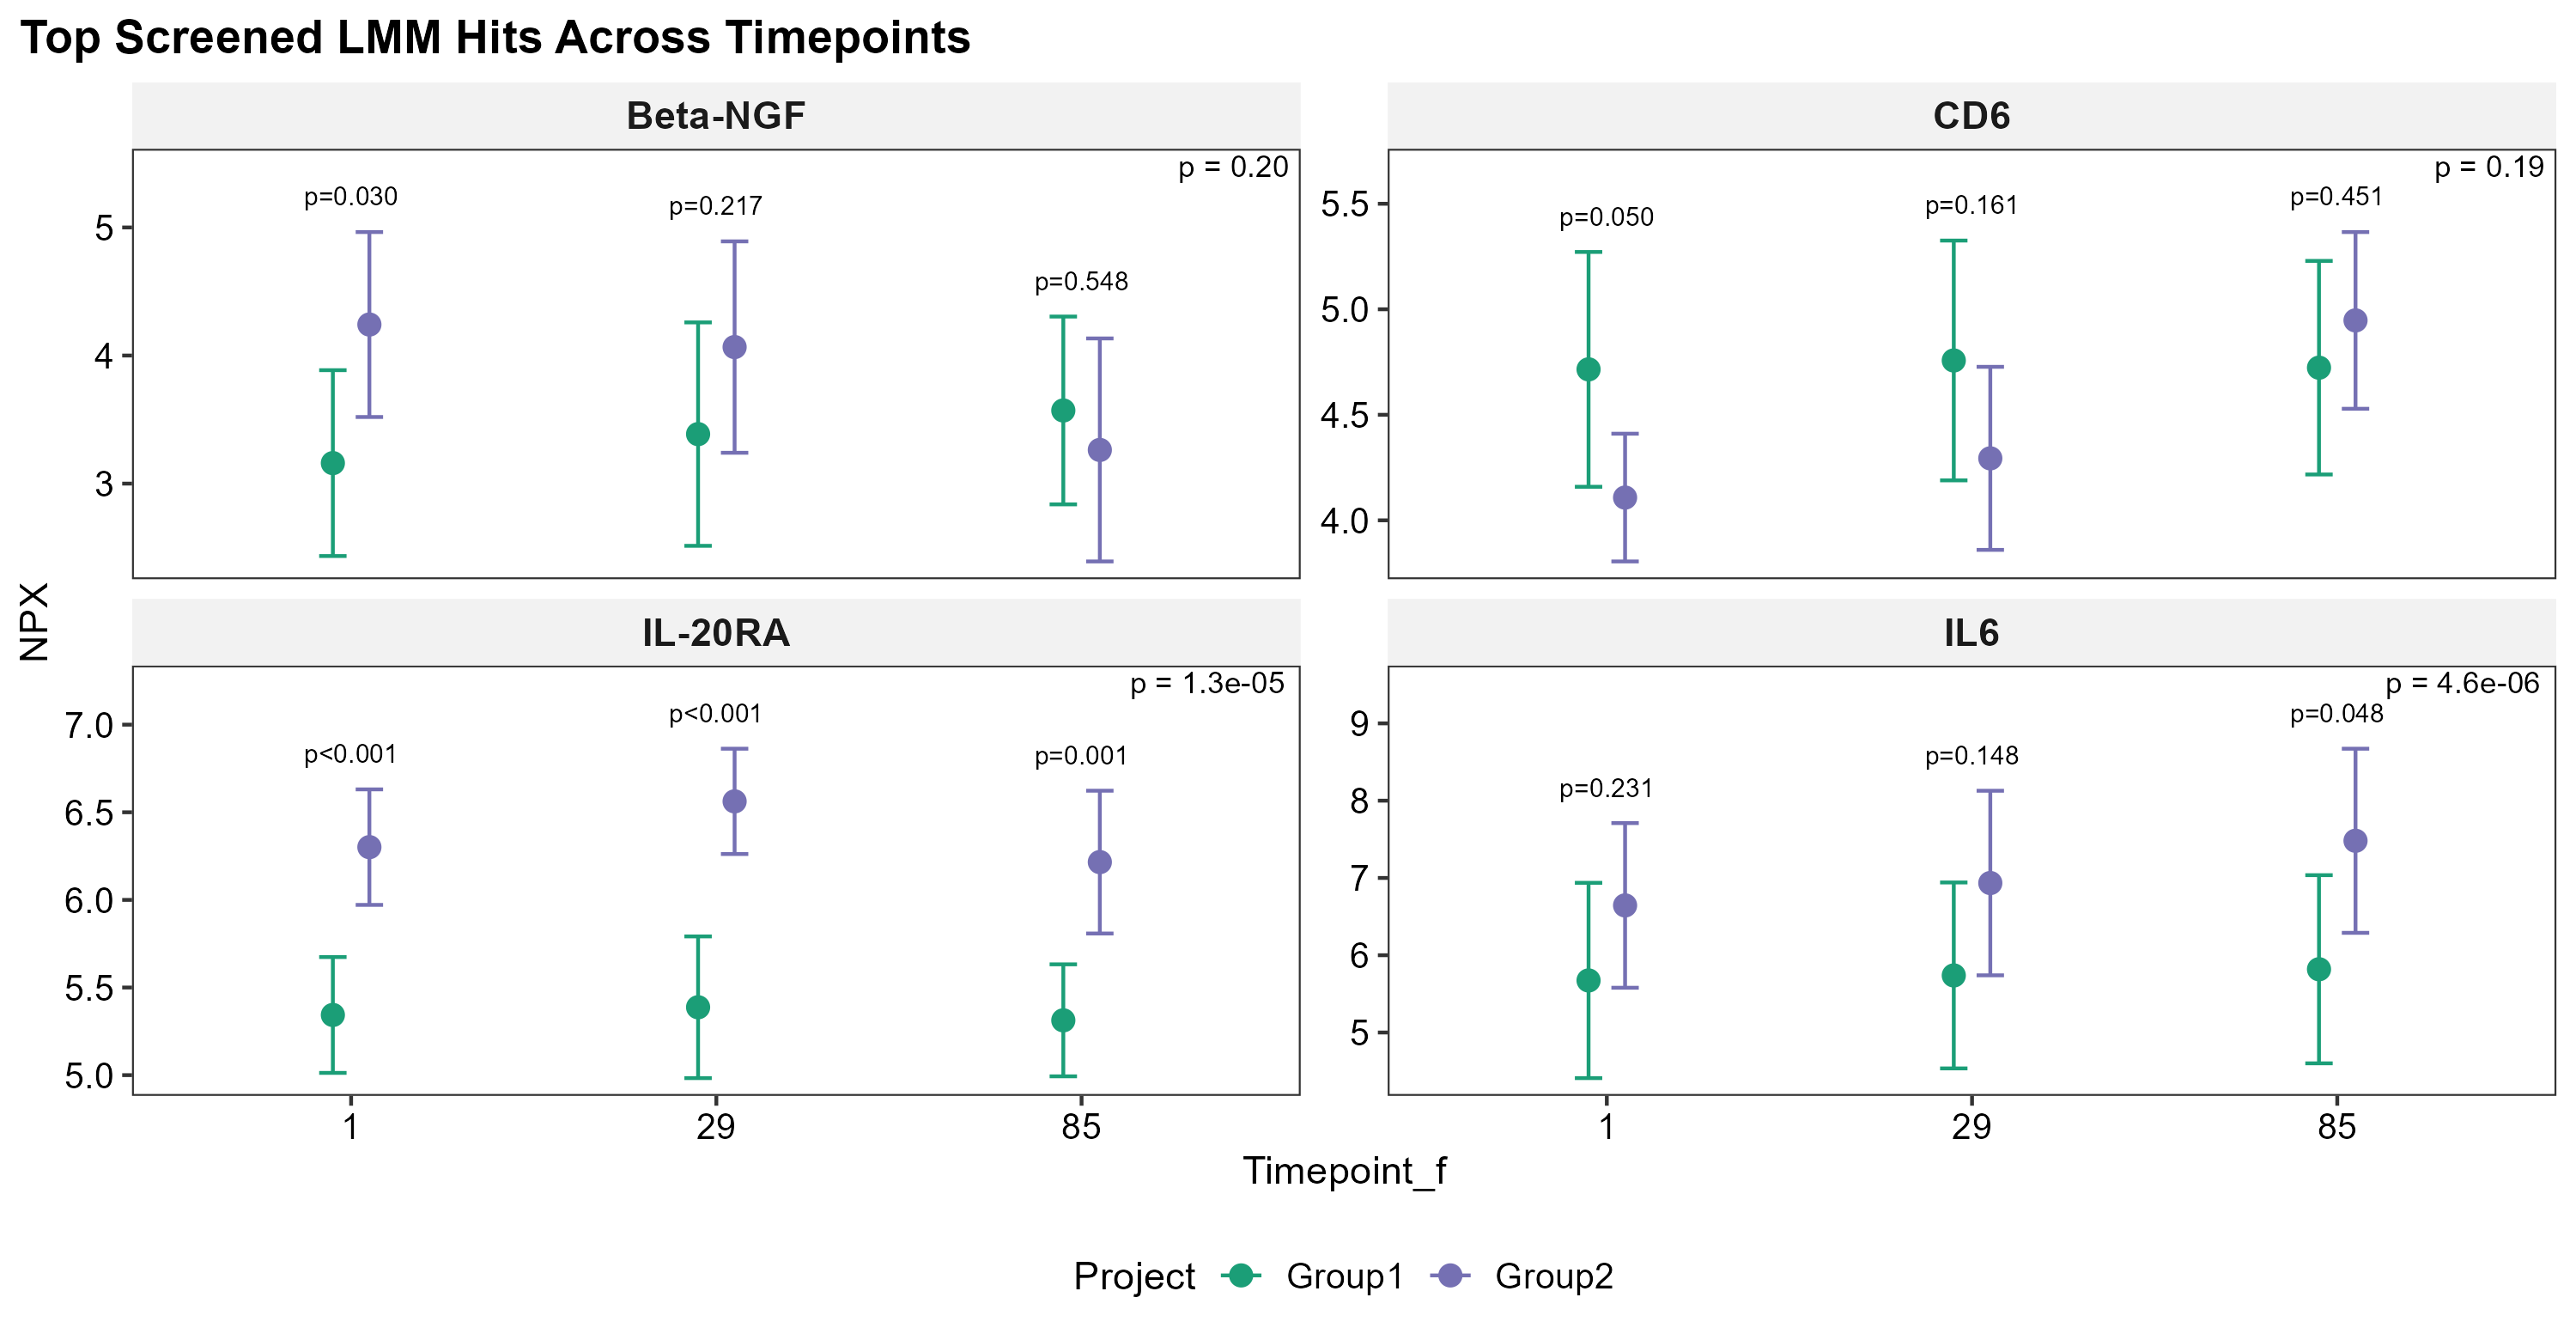 Top Screened LMM Hits Across Timepoints
Beta-NGF
p = 0.20
p=0.030
p=0.217
p=0.548
5
4
3
CD6
p = 0.19
p=0.050
p=0.161
p=0.451
5.5
5.0
4.5
4.0
NPX
IL-20RA
p = 1.3e-05
p<0.001
p<0.001
p=0.001
7.0
6.5
6.0
5.5
5.0
1
29
85
IL6
p = 4.6e-06
p=0.231
p=0.148
p=0.048
9
8
7
6
5
1
29
85
Timepoint_f
Project Group1 Group2